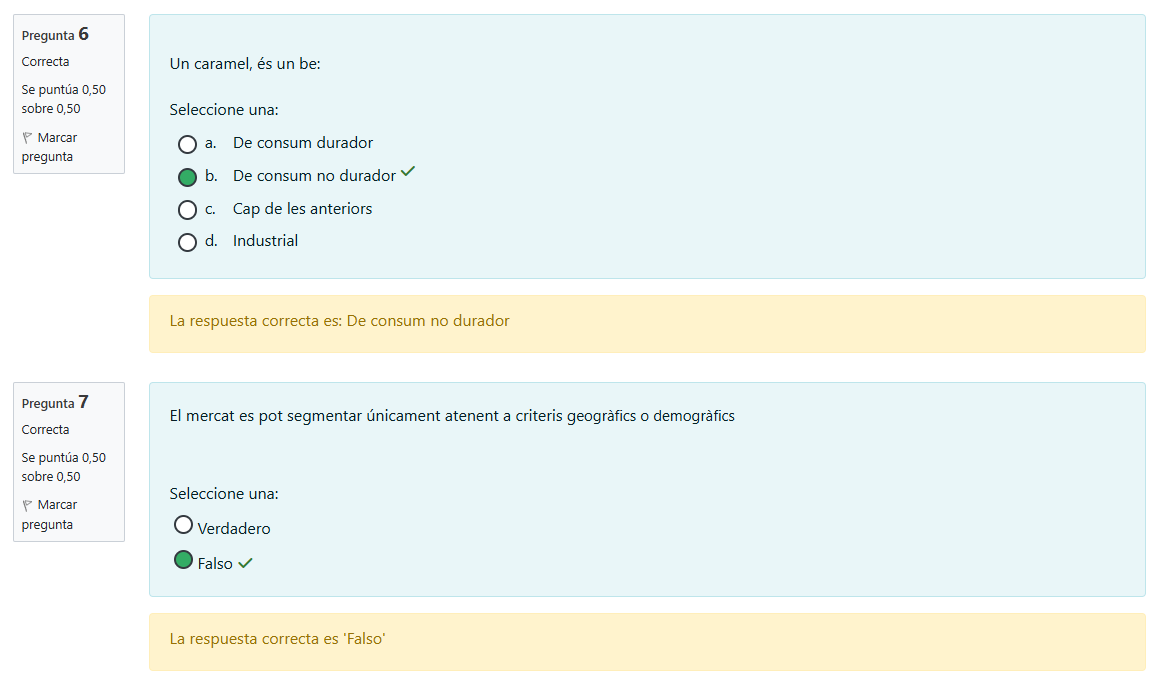 Pregunta 6
Correcta
Se puntúa 0,50
sobre 0,50
Marcar
pregunta
Un caramel, és un be:
Seleccione una:
a. De consum durador
b. De consum no durador
c. Cap de les anteriors
d. Industrial
La respuesta correcta es: De consum no durador
Pregunta 7
Correcta
Se puntúa 0,50
sobre 0,50
Marcar
pregunta
El mercat es pot segmentar únicament atenent a criteris geogràfics o demogràfics
Seleccione una:
Verdadero
Falso
La respuesta correcta es 'Falso'